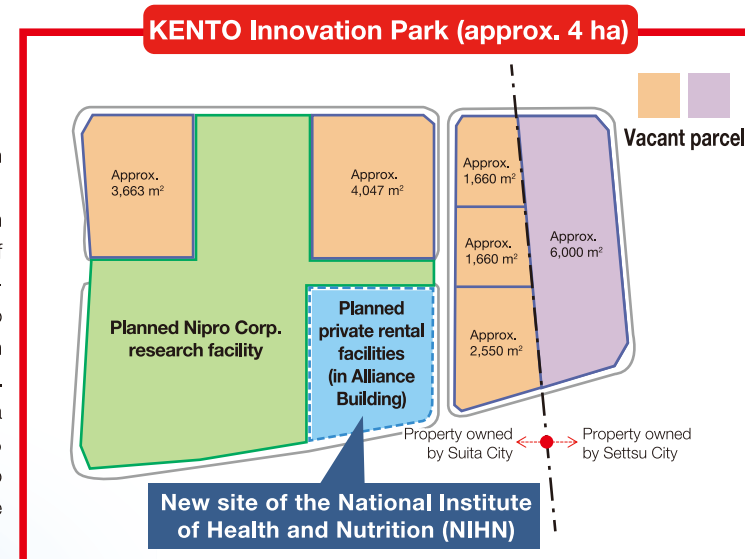 KENTO Innovation Park (approx. 4 ha)
Vacant parcel
Approx.
3,663 m²
Approx.
4,047 m²
Approx.
1,660 m²
Approx.
1,660 m²
Approx.
6,000 m²
Approx.
2,550 m²
Planned Nipro Corp.
research facility
Planned
private rental
facilities
(in Alliance
Building)
Property owned
by Suita City
Property owned
by Settsu City
New site of the National Institute
of Health and Nutrition (NIHN)